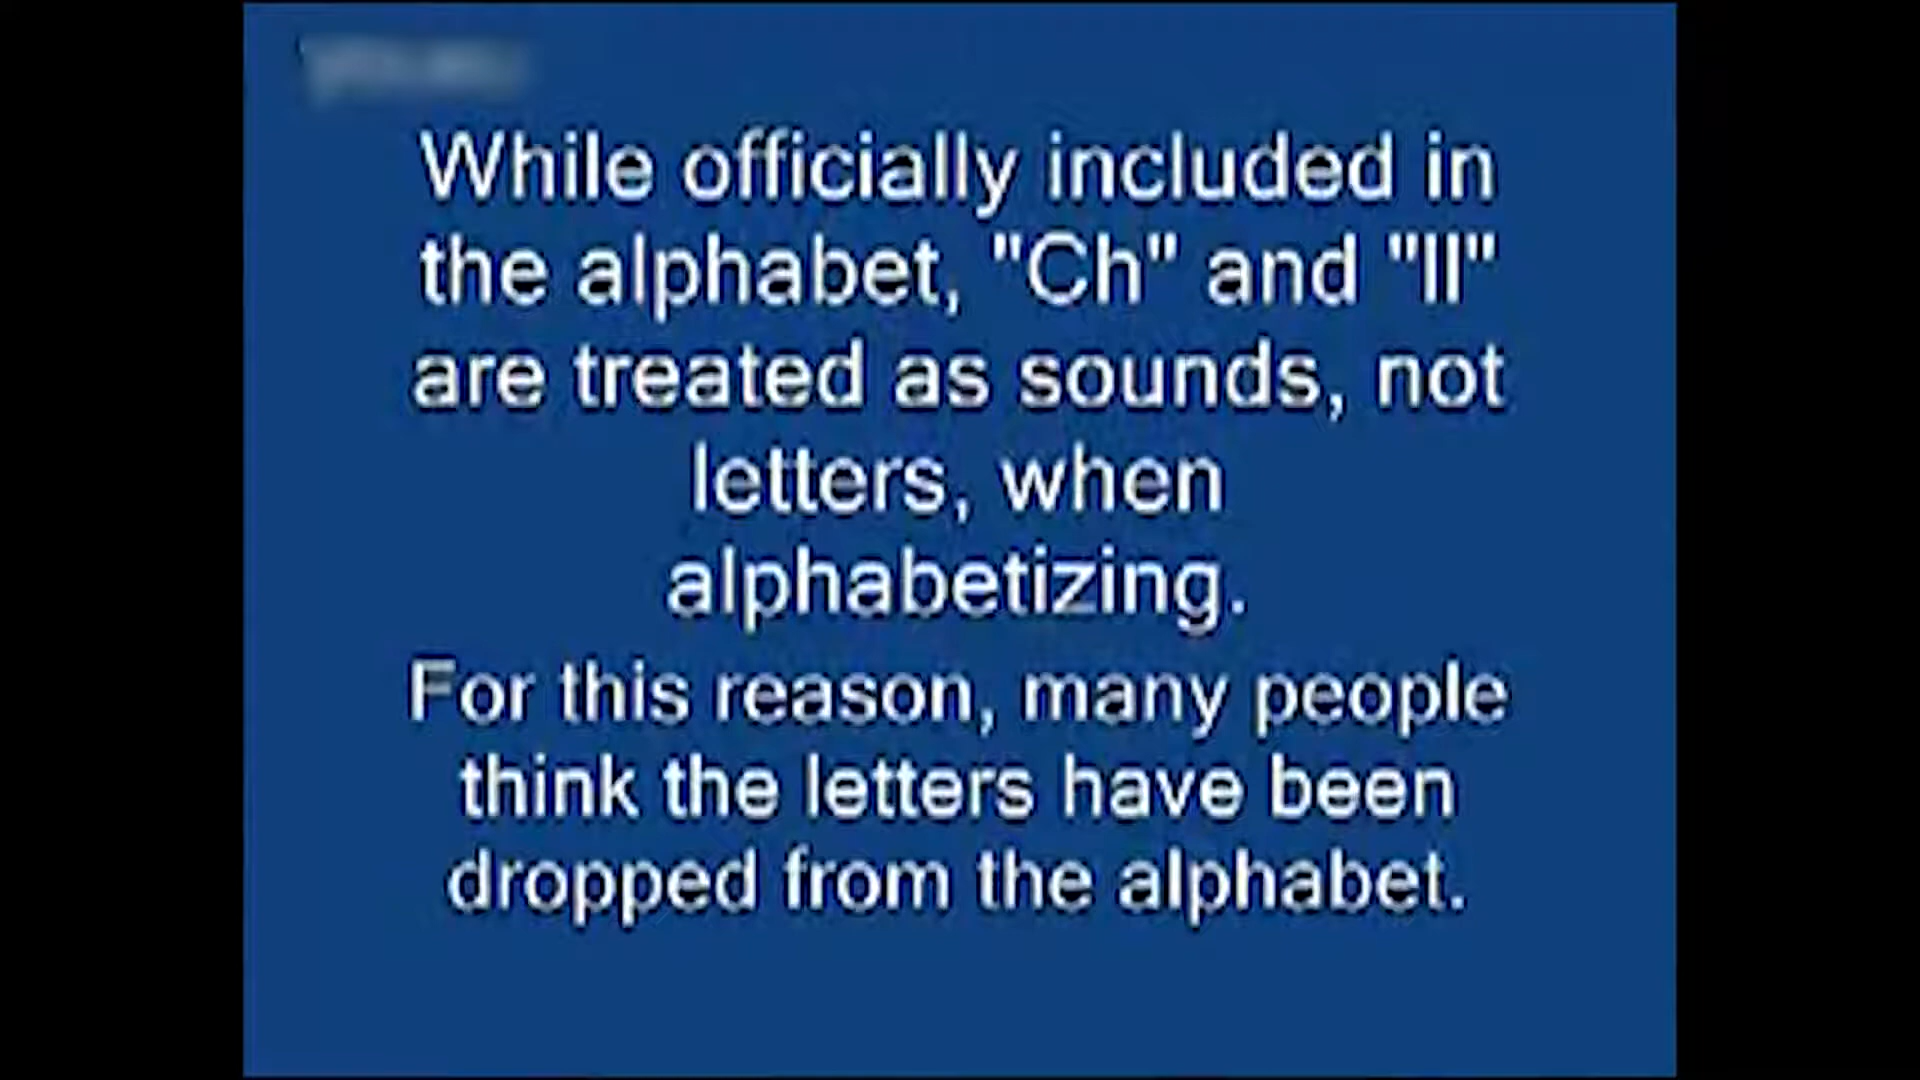 While officially included in
the alphabet, "Ch" and "ll"
are treated as sounds, not
letters, when
alphabetizing.
For this reason, many people
think the letters have been
dropped from the alphabet.